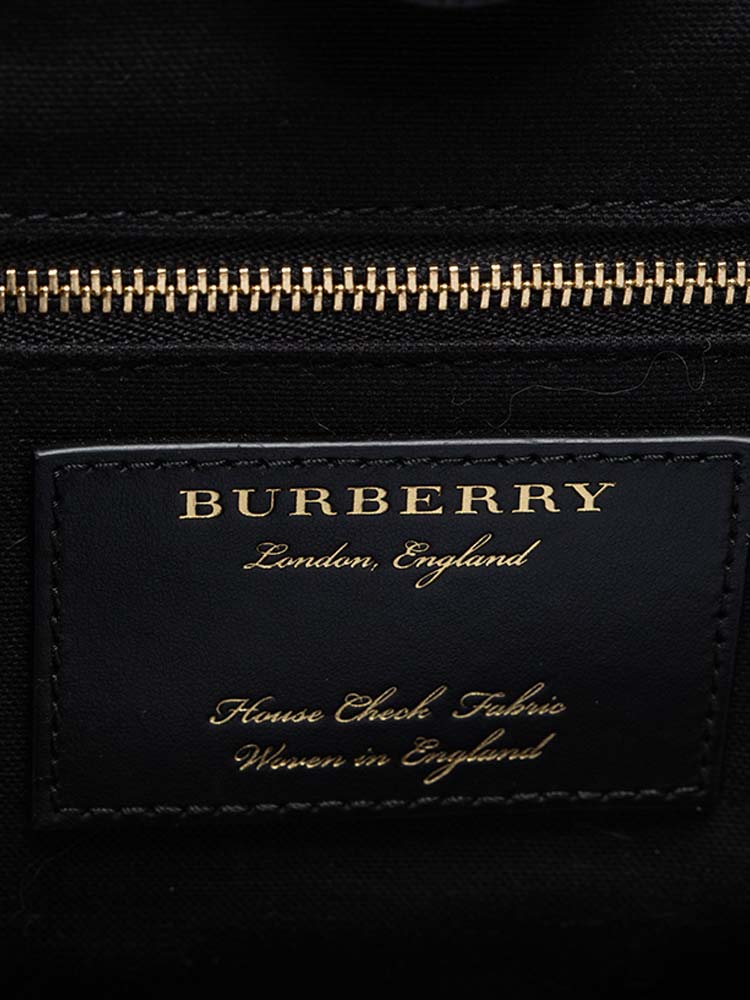 BURBERRY
London, England
House Check Fabric
Woven in England